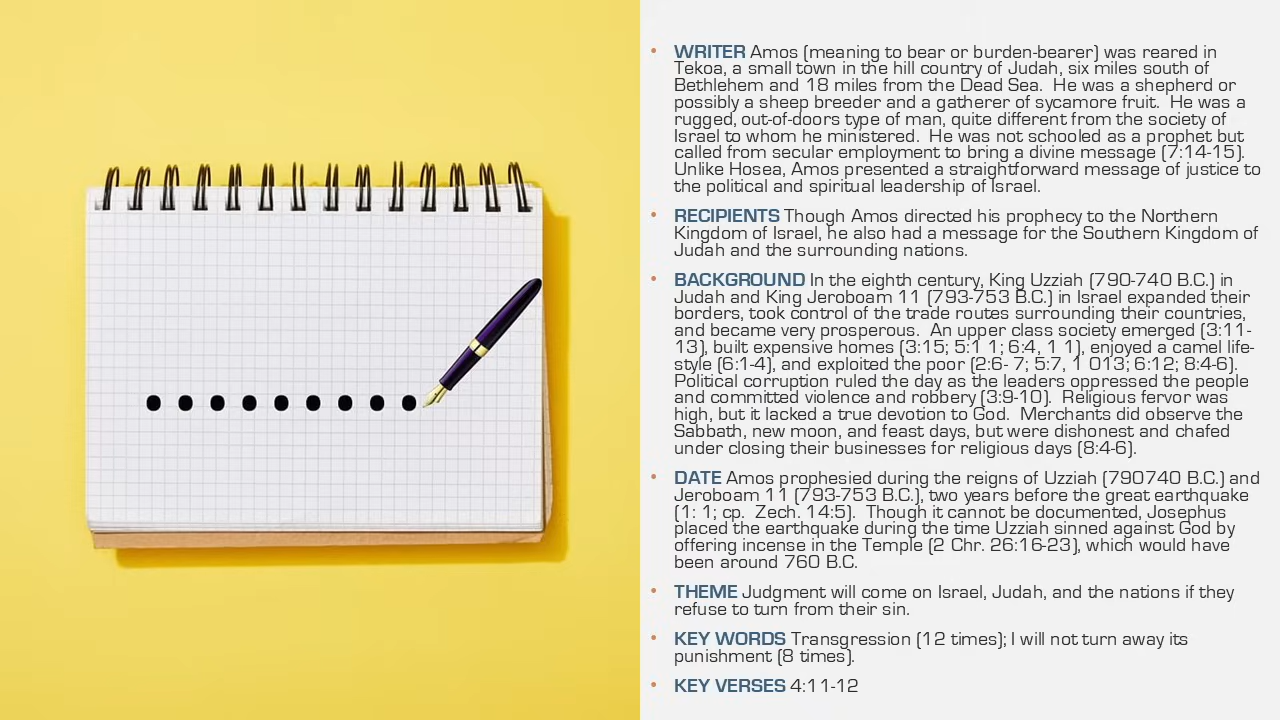 • WRITER Amos (meaning to bear or burden-bearer) was reared in
Tekoa, a small town in the hill country of Judah, six miles south of
Bethlehem and 18 miles from the Dead Sea.  He was a shepherd or
possibly a sheep breeder and a gatherer of sycamore fruit.  He was a
rugged, out-of-doors type of man, quite different from the society of
Israel to whom he ministered.  He was not schooled as a prophet but
called from secular employment to bring a divine message (7:14-15).
Unlike Hosea, Amos presented a straightforward message of justice to
the political and spiritual leadership of Israel.
• RECIPIENTS Though Amos directed his prophecy to the Northern
Kingdom of Israel, he also had a message for the Southern Kingdom of
Judah and the surrounding nations.
• BACKGROUND In the eighth century, King Uzziah (790-740 B.C.) in
Judah and King Jeroboam 11 (793-753 B.C.) in Israel expanded their
borders, took control of the trade routes surrounding their countries,
and became very prosperous.  An upper class society emerged (3:11-
13), built expensive homes (3:15; 5:1 1; 6:4, 1 1), enjoyed a camel life-
style (6:1-4), and exploited the poor (2:6- 7; 5:7, 1 013; 6:12; 8:4-6).
Political corruption ruled the day as the leaders oppressed the people
and committed violence and robbery (3:9-10).  Religious fervor was
high, but it lacked a true devotion to God.  Merchants did observe the
Sabbath, new moon, and feast days, but were dishonest and chafed
under closing their businesses for religious days (8:4-6).
• DATE Amos prophesied during the reigns of Uzziah (790740 B.C.) and
Jeroboam 11 (793-753 B.C.), two years before the great earthquake
(1: 1; cp.  Zech. 14:5).  Though it cannot be documented, Josephus
placed the earthquake during the time Uzziah sinned against God by
offering incense in the Temple (2 Chr. 26:16-23), which would have
been around 760 B.C.
• THEME Judgment will come on Israel, Judah, and the nations if they
refuse to turn from their sin.
• KEY WORDS Transgression (12 times); I will not turn away its
punishment (8 times).
• KEY VERSES 4:11-12